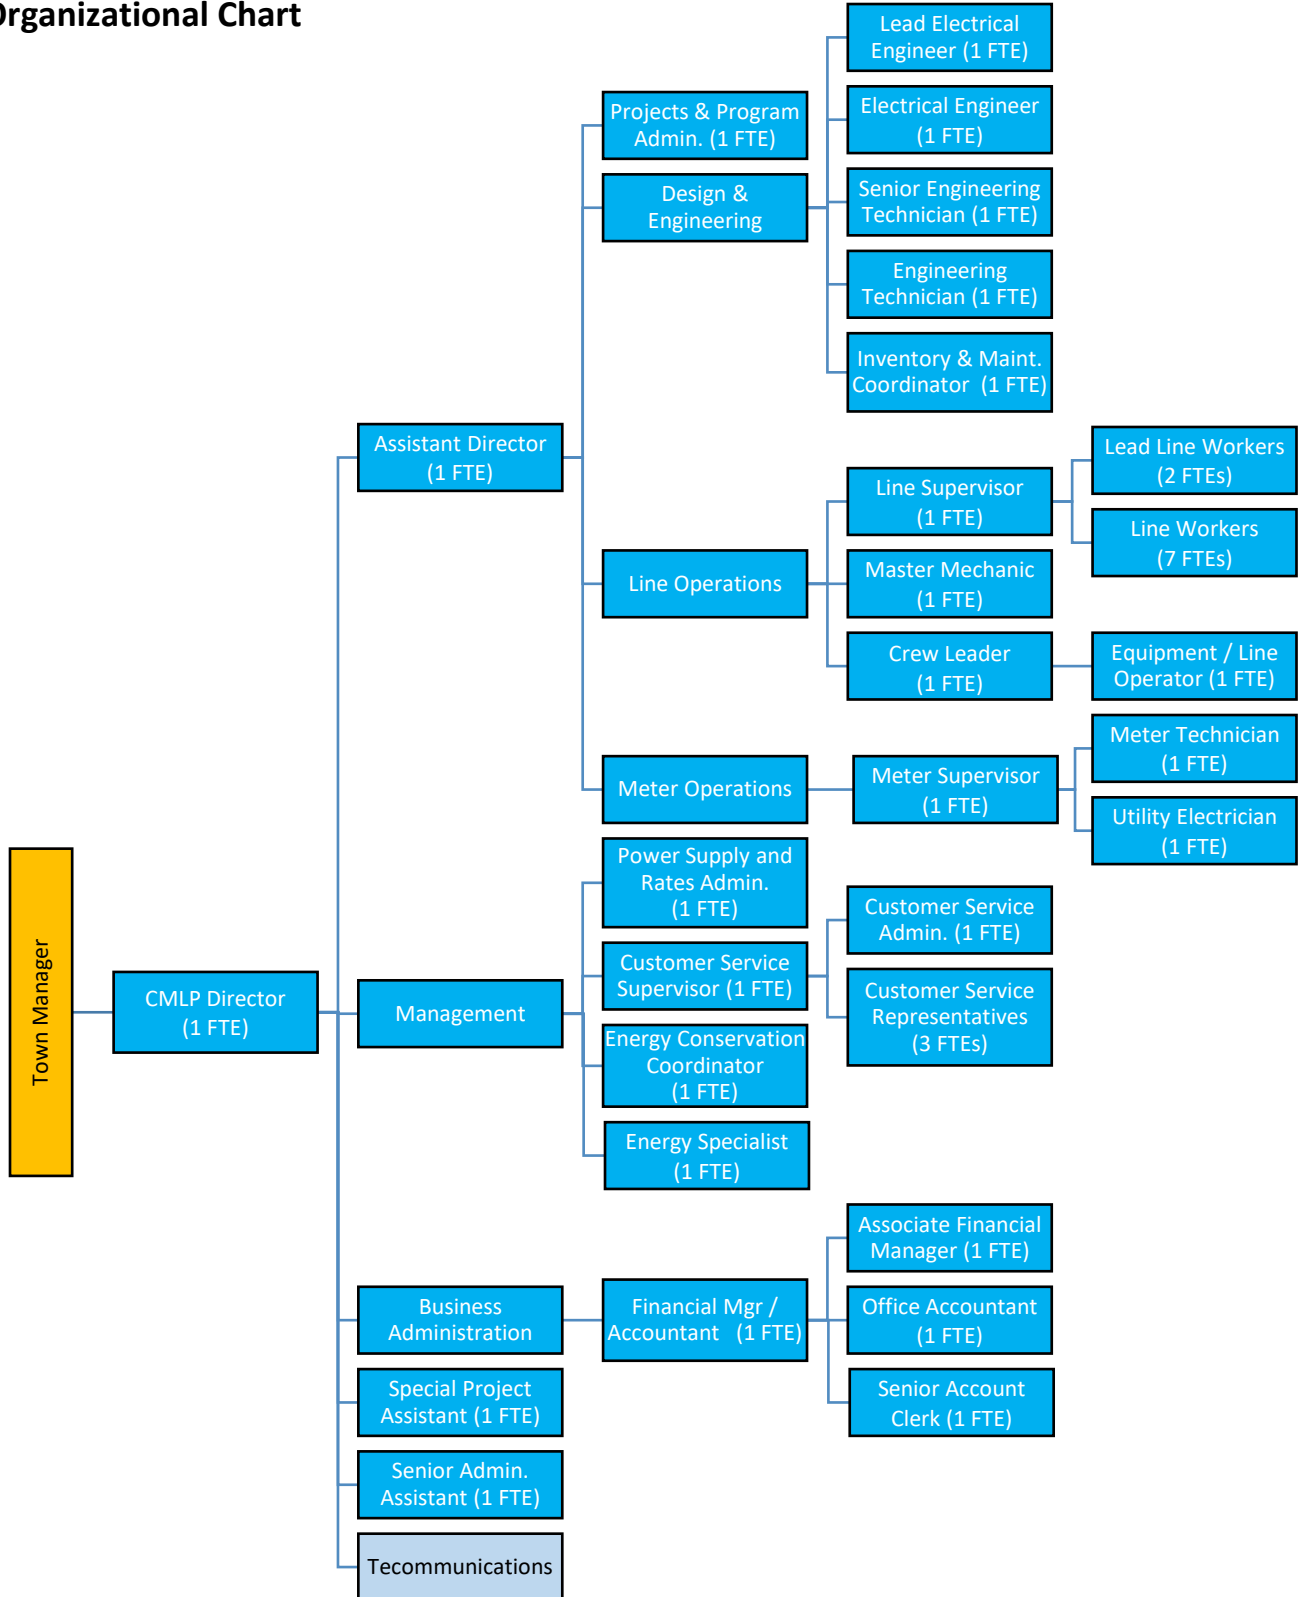 Organizational Chart
Lead Electrical
Engineer (1 FTE)
Projects & Program
Admin. (1 FTE)
Electrical Engineer
(1 FTE)
Design &
Engineering
Senior Engineering
Technician (1 FTE)
Engineering
Technician (1 FTE)
Inventory & Maint.
Coordinator (1 FTE)
Assistant Director
(1 FTE)
Lead Line Workers
(2 FTEs)
Line Supervisor
(1 FTE)
Line Workers
(7 FTEs)
Line Operations
Master Mechanic
(1 FTE)
Crew Leader
(1 FTE)
Equipment / Line
Operator (1 FTE)
Meter Technician
(1 FTE)
Meter Operations
Meter Supervisor
(1 FTE)
Utility Electrician
(1 FTE)
Power Supply and
Rates Admin.
(1 FTE)
Customer Service
Admin. (1 FTE)
Town Manager
CMLP Director
(1 FTE)
Management
Customer Service
Supervisor (1 FTE)
Customer Service
Representatives
(3 FTEs)
Energy Conservation
Coordinator
(1 FTE)
Energy Specialist
(1 FTE)
Associate Financial
Manager (1 FTE)
Business
Administration
Financial Mgr /
Accountant (1 FTE)
Office Accountant
(1 FTE)
Special Project
Assistant (1 FTE)
Senior Account
Clerk (1 FTE)
Senior Admin.
Assistant (1 FTE)
Tecommunications